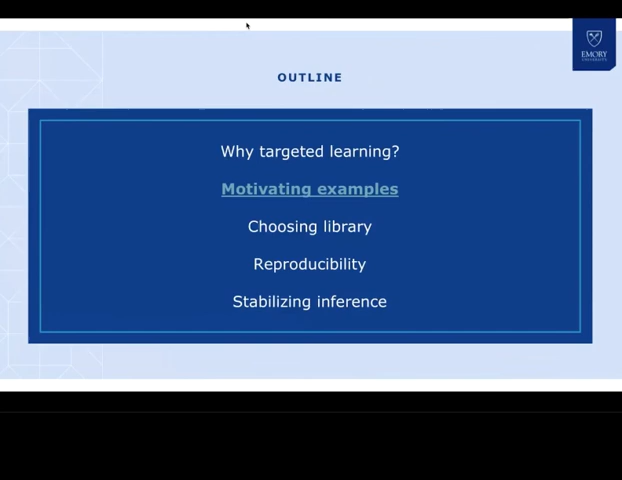 EMORY
UNIVERSITY
OUTLINE
Why targeted learning?
Motivating examples
Choosing library
Reproducibility
Stabilizing inference